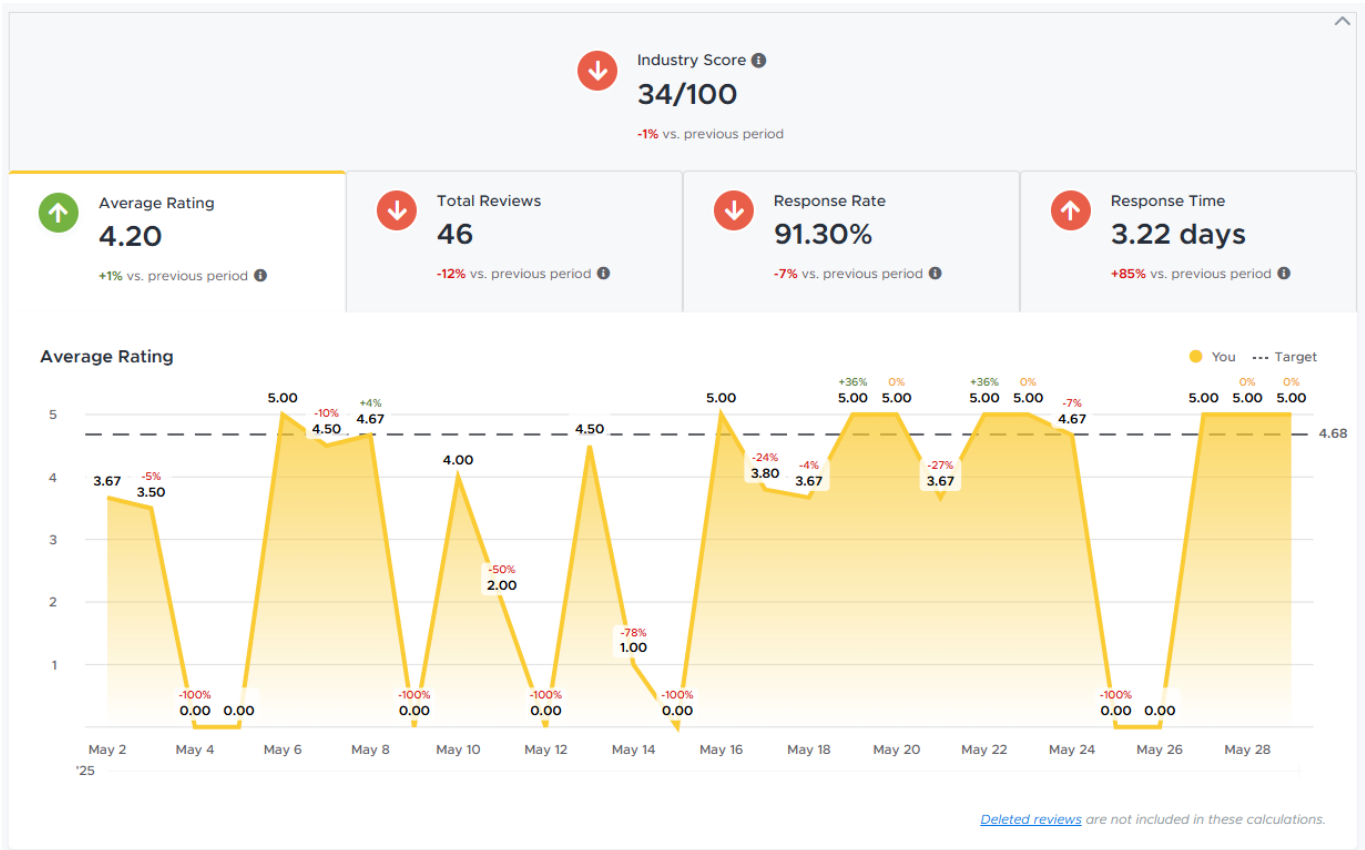 Industry Score
34/100
-1% vs. previous period
Average Rating
4.20
+1% vs. previous period
Total Reviews
46
-12% vs. previous period
Response Rate
91.30%
-7% vs. previous period
Response Time
3.22 days
+85% vs. previous period
Average Rating
You Target
+36% 0% +36% 0% 0% 0%
5.00 5.00 5.00 5.00 5.00 5.00 5.00 5.00 5.00
-10% +4% -7%
5 4.50 4.67 4.50 4.67 4.68
4.00
-24% -4% -27%
4 3.67 -5% 3.50 3.80 3.67 3.67
3
-50%
2 2.00
-78%
1.00
1
-100% -100% -100% -100% -100%
0.00 0.00 0.00 0.00 0.00 0.00 0.00
May 2 May 4 May 6 May 8 May 10 May 12 May 14 May 16 May 18 May 20 May 22 May 24 May 26 May 28
'25
Deleted reviews are not included in these calculations.